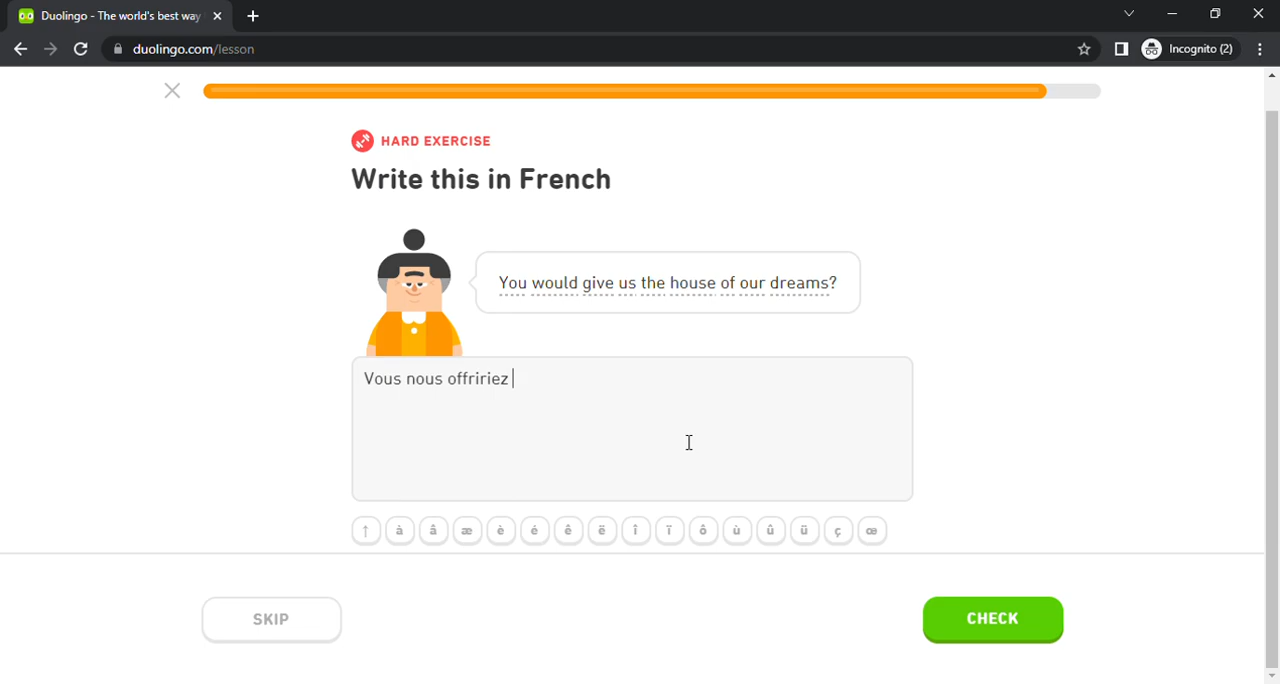 Duolingo - The world's best way
duolingo.com/lesson
Incognito (2)
HARD EXERCISE
Write this in French
You would give us the house of our dreams?
Vous nous offririez
↑ à â æ è é ê ë î ï ô ù û ü ç œ
SKIP
CHECK